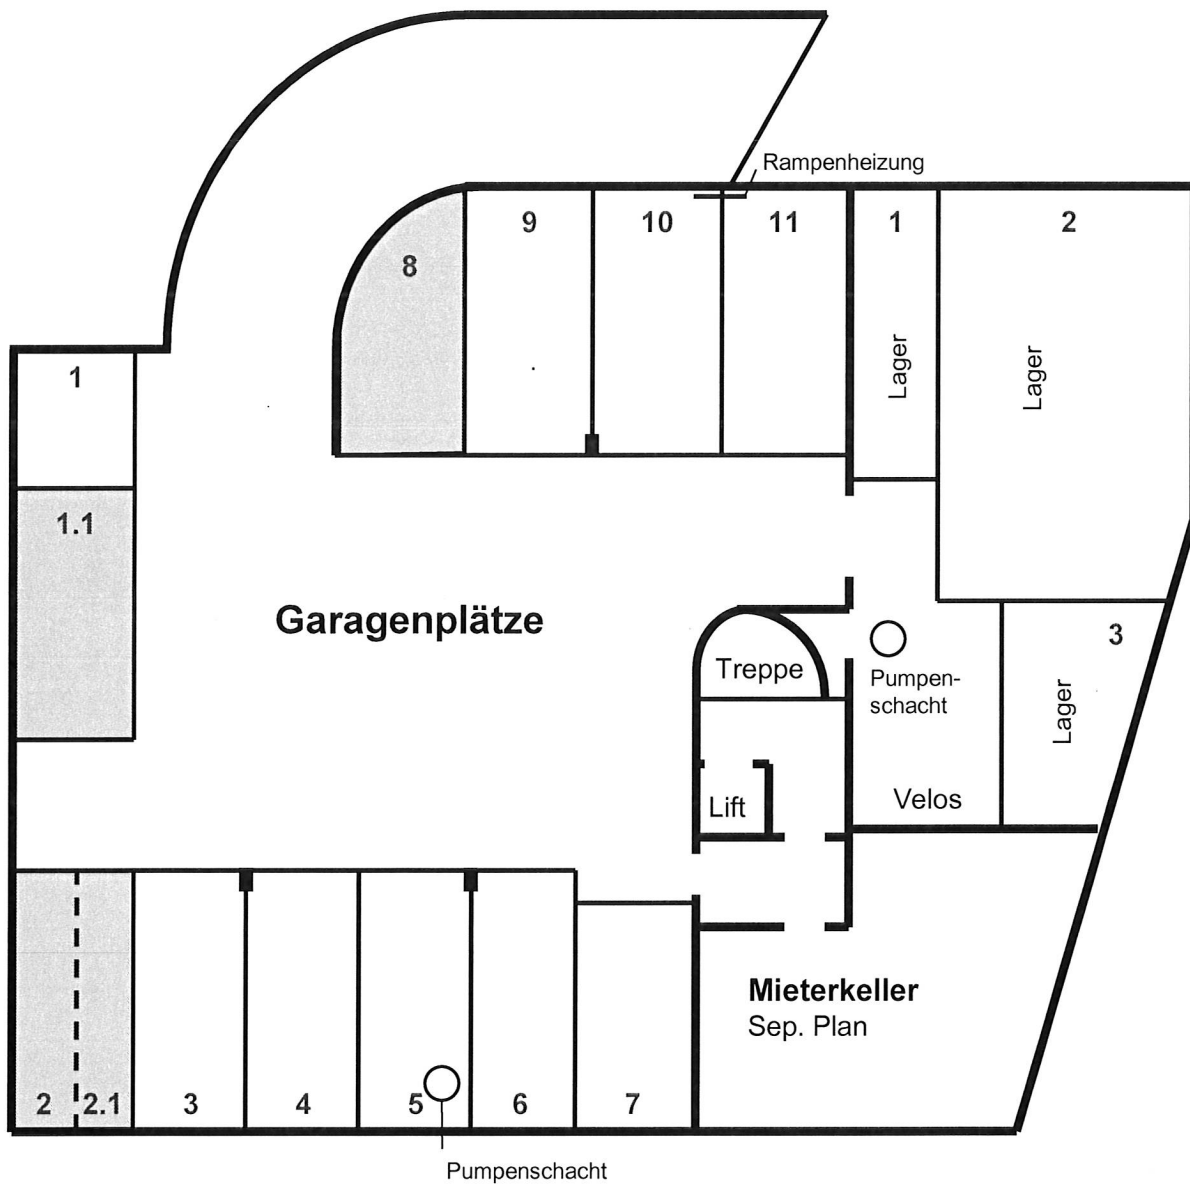 Rampenheizung
9
10
11
1
2
8
Lager
Lager
1
1.1
Garagenplätze
3
Treppe
Pumpen-
schacht
Lager
Lift
Velos
Mieterkeller
Sep. Plan
2
2.1
3
4
5
6
7
Pumpenschacht